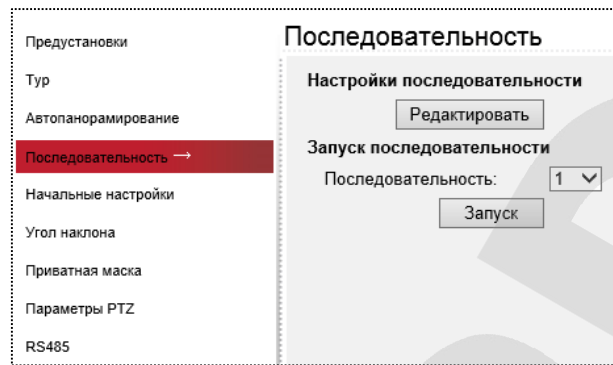 Предустановки
Тур
Автопанорамирование
Последовательность →
Начальные настройки
Угол наклона
Приватная маска
Параметры PTZ
RS485
Последовательность
Настройки последовательности
Редактировать
Запуск последовательности
Последовательность: 1
Запуск